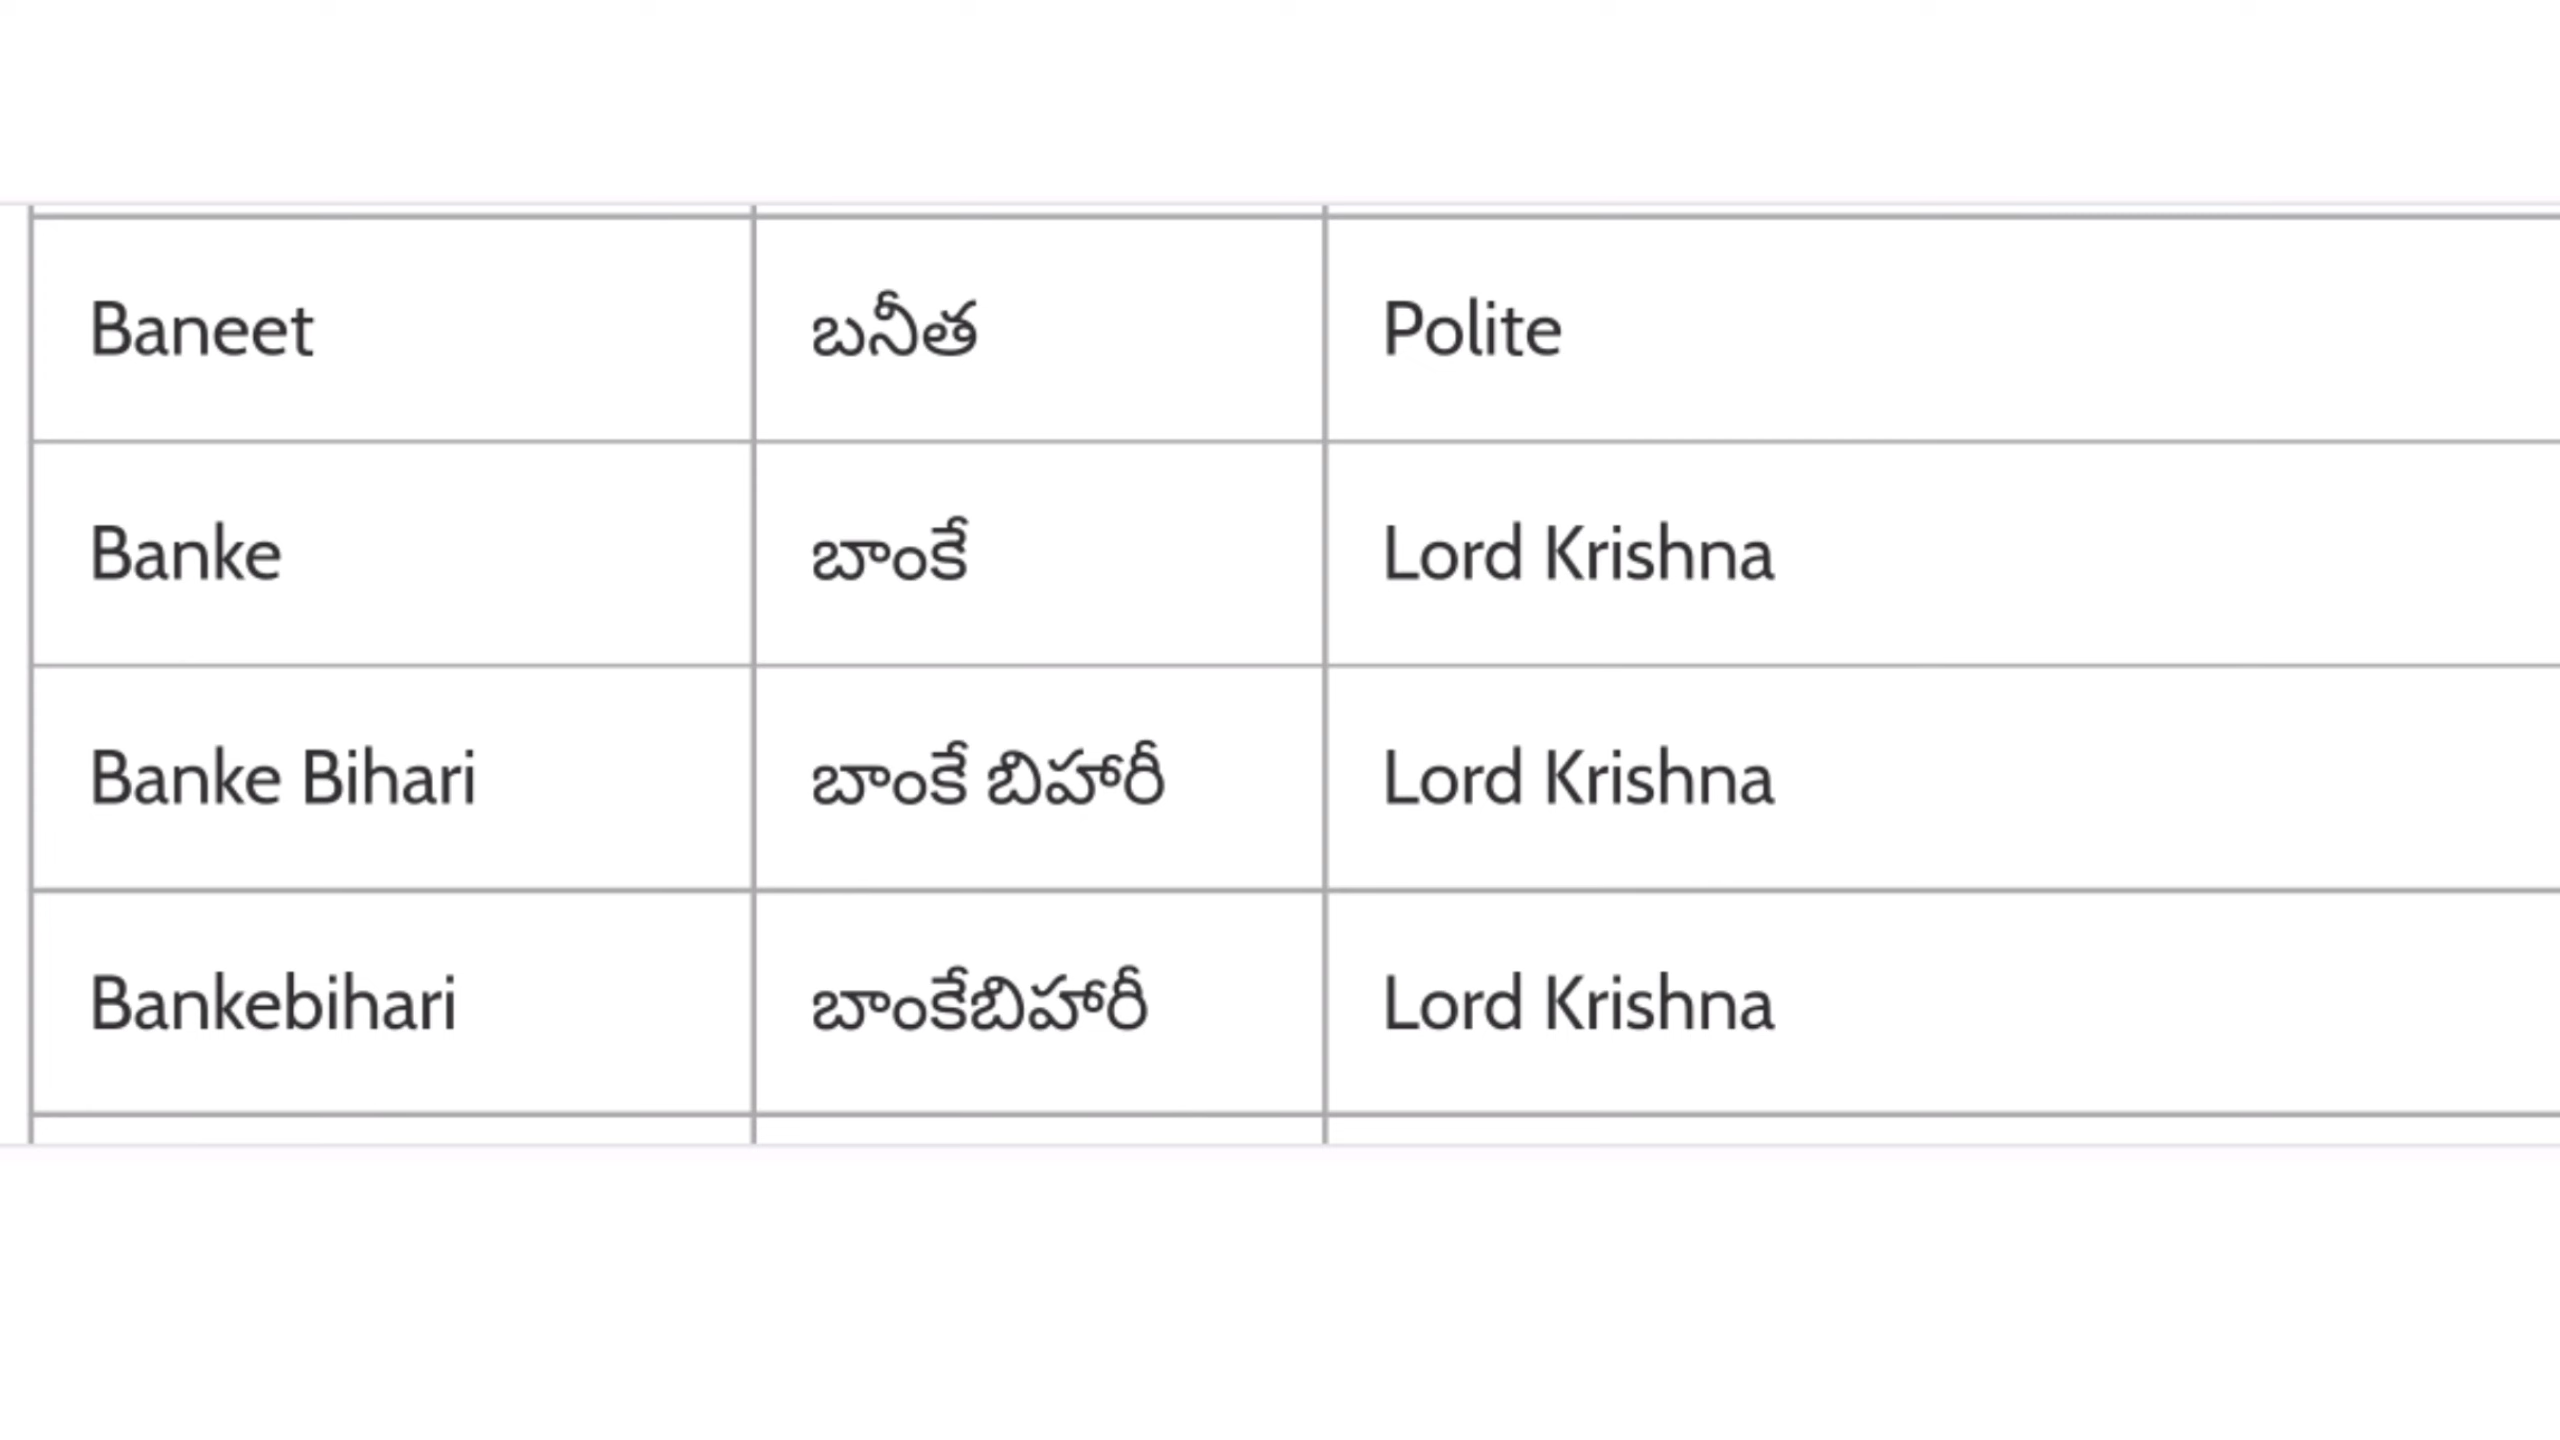 Baneet బనీత Polite
Banke బాంకే Lord Krishna
Banke Bihari బాంకే బిహారీ Lord Krishna
Bankebihari బాంకేబిహారీ Lord Krishna